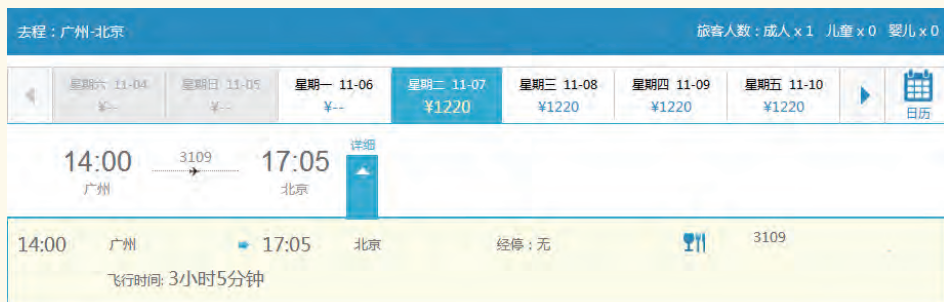 去程：广州-北京 旅客人数：成人 x 1 儿童 x 0 婴儿 x 0
星期六 11-04 星期日 11-05 星期一 11-06 星期二 11-07 星期三 11-08 星期四 11-09 星期五 11-10
¥-- ¥-- ¥-- ¥1220 ¥1220 ¥1220 ¥1220 日历
详细
14:00 3109 17:05
广州 北京
14:00 广州 17:05 北京 经停：无 3109
飞行时间: 3小时5分钟